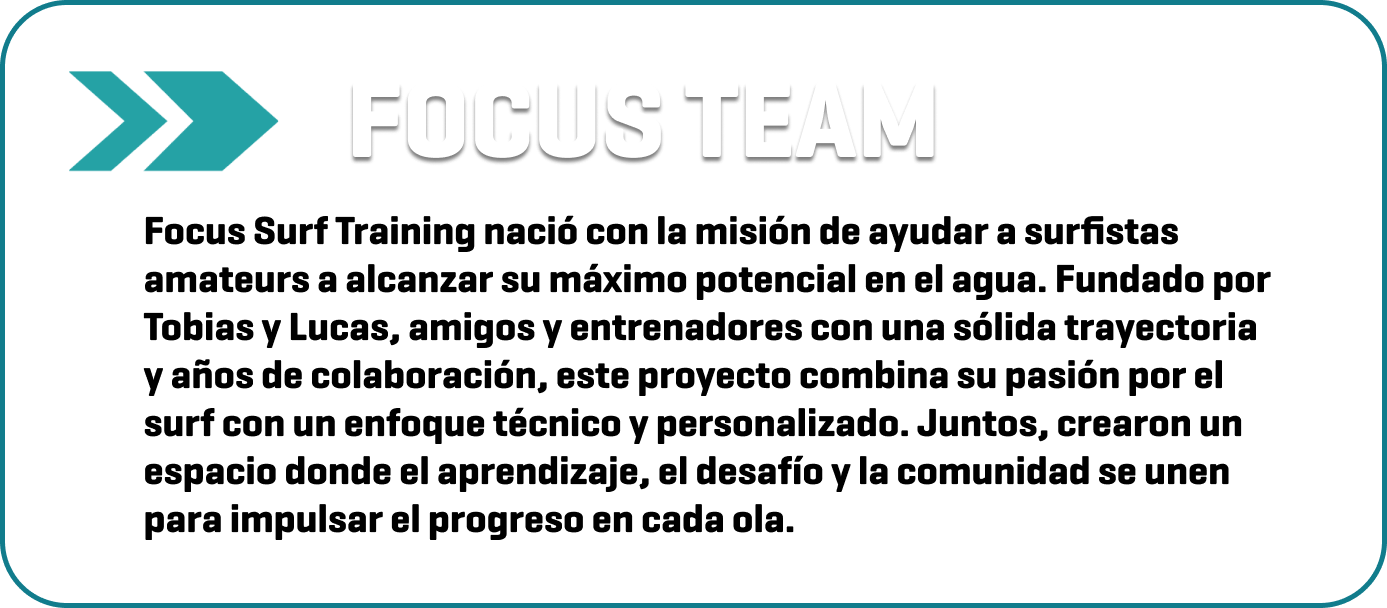 FOCUS TEAM
Focus Surf Training nació con la misión de ayudar a surfistas
amateurs a alcanzar su máximo potencial en el agua. Fundado por
Tobias y Lucas, amigos y entrenadores con una sólida trayectoria
y años de colaboración, este proyecto combina su pasión por el
surf con un enfoque técnico y personalizado. Juntos, crearon un
espacio donde el aprendizaje, el desafío y la comunidad se unen
para impulsar el progreso en cada ola.